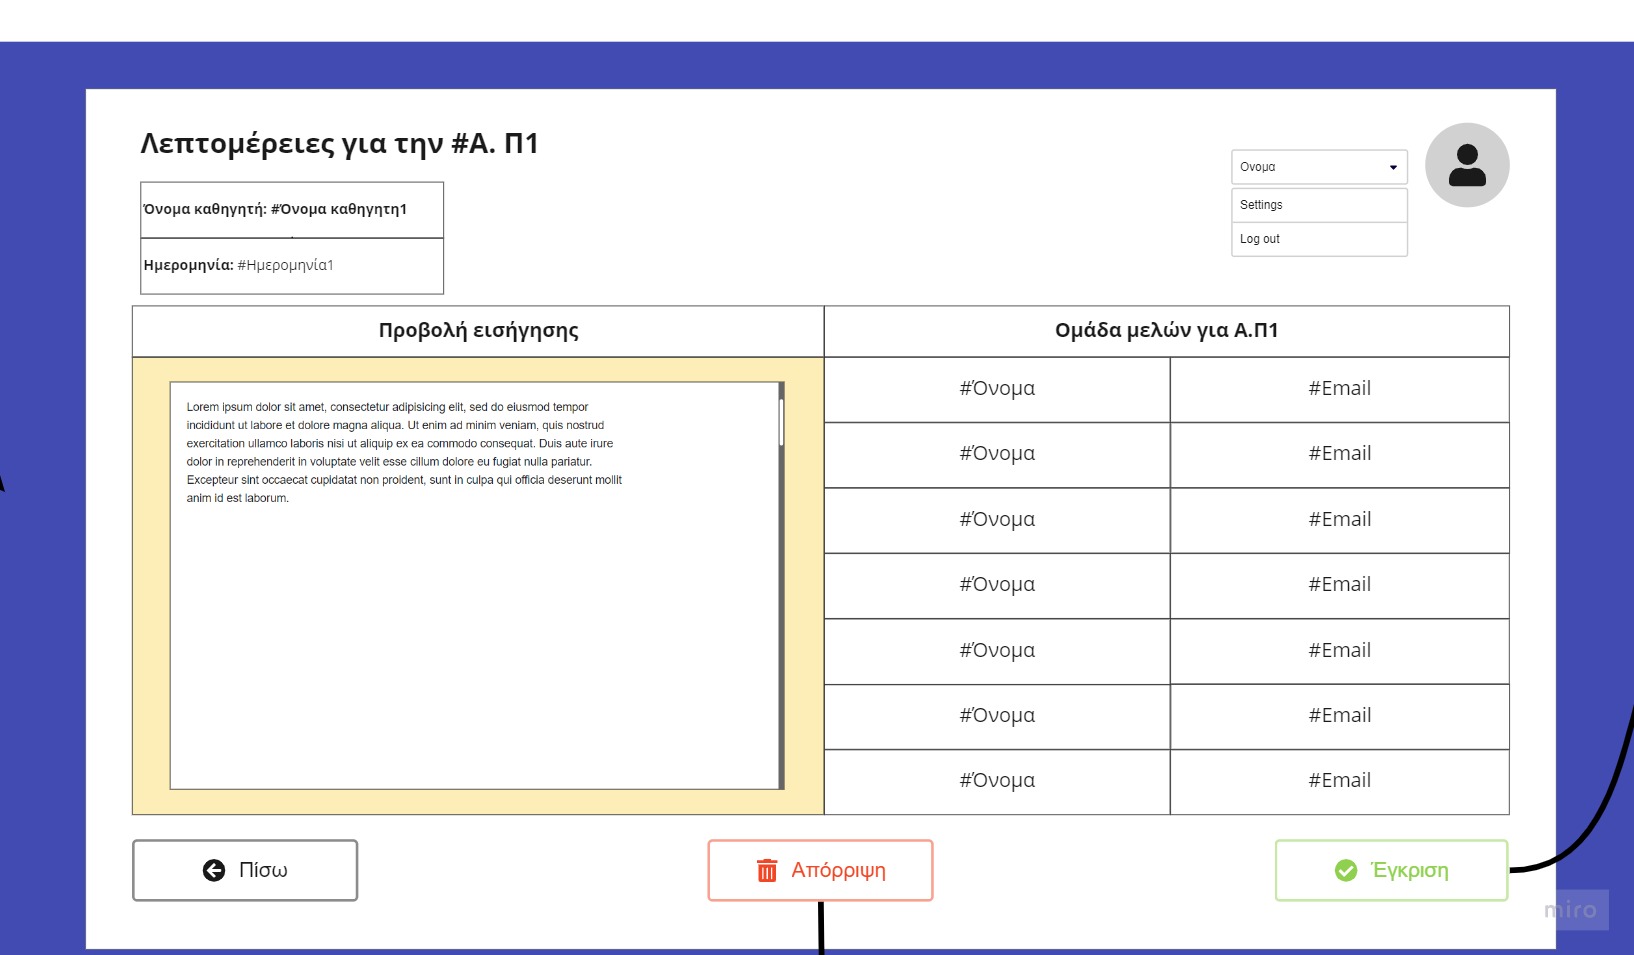 Λεπτομέρειες για την #Α. Π1
Όνομα καθηγητή: #Όνομα καθηγητη1
Ημερομηνία: #Ημερομηνία1
Ονομα
Settings
Log out
Προβολή εισήγησης
Ομάδα μελών για Α.Π1
Lorem ipsum dolor sit amet, consectetur adipisicing elit, sed do eiusmod tempor
incididunt ut labore et dolore magna aliqua. Ut enim ad minim veniam, quis nostrud
exercitation ullamco laboris nisi ut aliquip ex ea commodo consequat. Duis aute irure
dolor in reprehenderit in voluptate velit esse cillum dolore eu fugiat nulla pariatur.
Excepteur sint occaecat cupidatat non proident, sunt in culpa qui officia deserunt mollit
anim id est laborum.
#Όνομα #Email
#Όνομα #Email
#Όνομα #Email
#Όνομα #Email
#Όνομα #Email
#Όνομα #Email
#Όνομα #Email
Πίσω
Απόρριψη
Έγκριση
miro